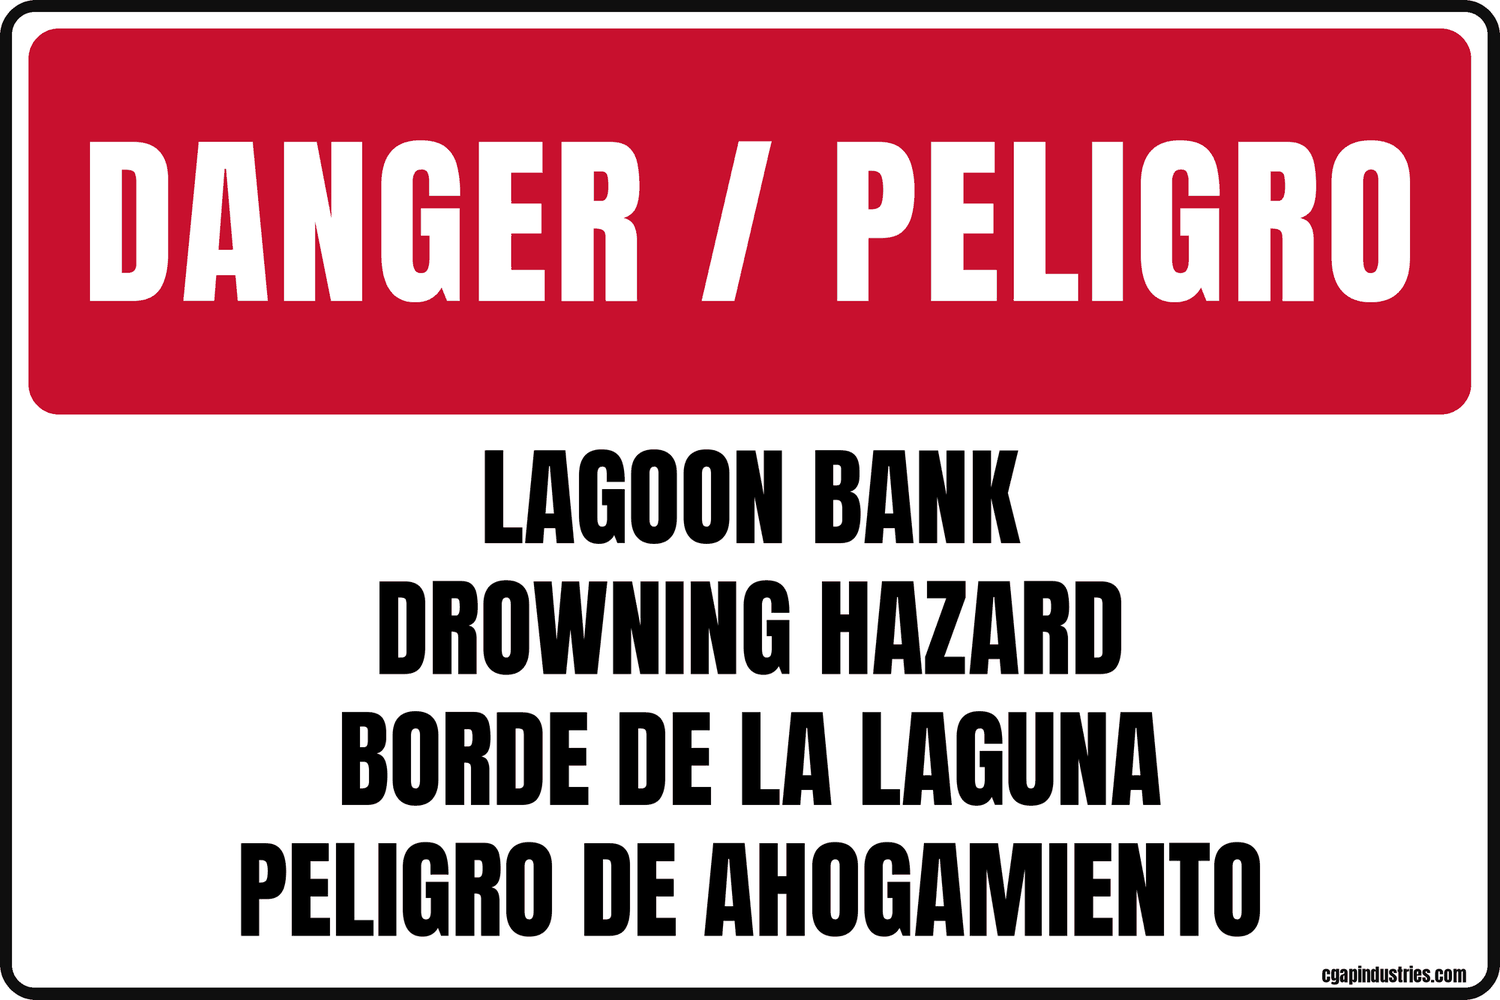 DANGER / PELIGRO
LAGOON BANK
DROWNING HAZARD
BORDE DE LA LAGUNA
PELIGRO DE AHOGAMIENTO
cgapindustries.com